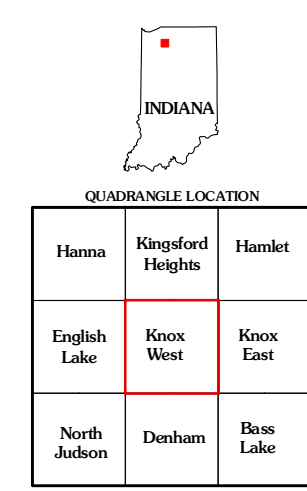 INDIANA
QUADRANGLE LOCATION
Hanna
Kingsford
Heights
Hamlet
English
Lake
Knox
West
Knox
East
North
Judson
Denham
Bass
Lake